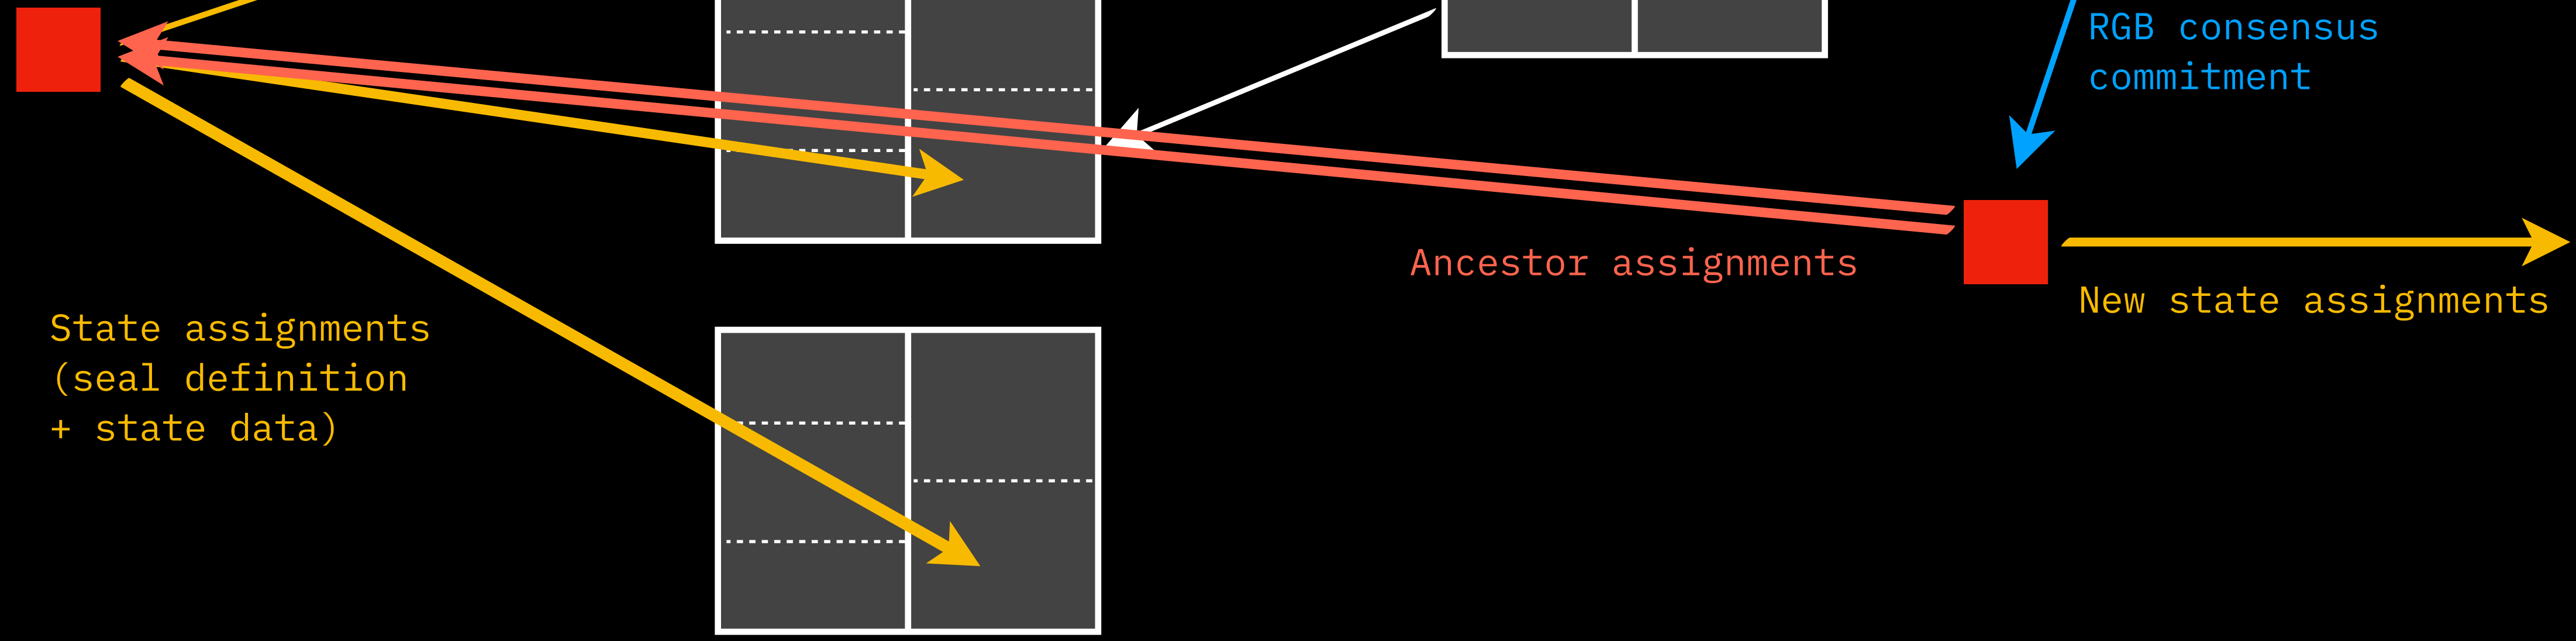 RGB consensus
commitment
Ancestor assignments
New state assignments
State assignments
(seal definition
+ state data)